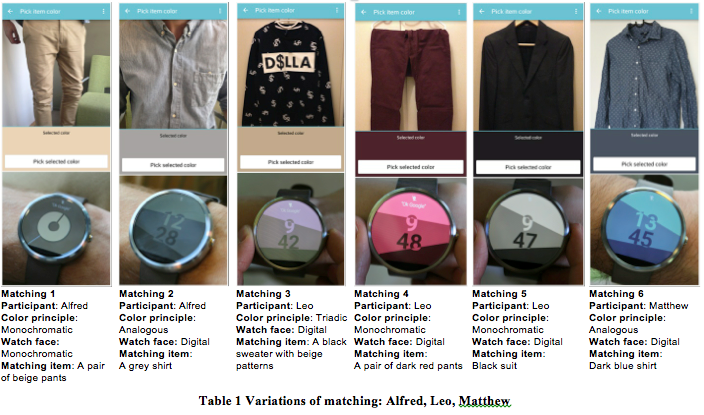 Pick item color
Pick item color
Pick item color
Pick item color
Pick item color
Pick item color
D$LLA
Selected color
Selected color
Selected color
Selected color
Selected color
Selected color
Pick selected color
Pick selected color
Pick selected color
Pick selected color
Pick selected color
Pick selected color
12
28
"Ok Google"
9
42
"Ok Google"
9
48
9
47
13
45
Matching 1
Participant: Alfred
Color principle:
Monochromatic
Watch face:
Monochromatic
Matching item: A pair
of beige pants
Matching 2
Participant: Alfred
Color principle:
Analogous
Watch face: Digital
Matching item:
A grey shirt
Matching 3
Participant: Leo
Color principle: Triadic
Watch face: Digital
Matching item: A black
sweater with beige
patterns
Matching 4
Participant: Leo
Color principle:
Monochromatic
Watch face: Digital
Matching item:
A pair of dark red pants
Matching 5
Participant: Leo
Color principle:
Monochromatic
Watch face: Digital
Matching item:
Black suit
Matching 6
Participant: Matthew
Color principle:
Analogous
Watch face: Digital
Matching item:
Dark blue shirt
Table 1 Variations of matching: Alfred, Leo, Matthew